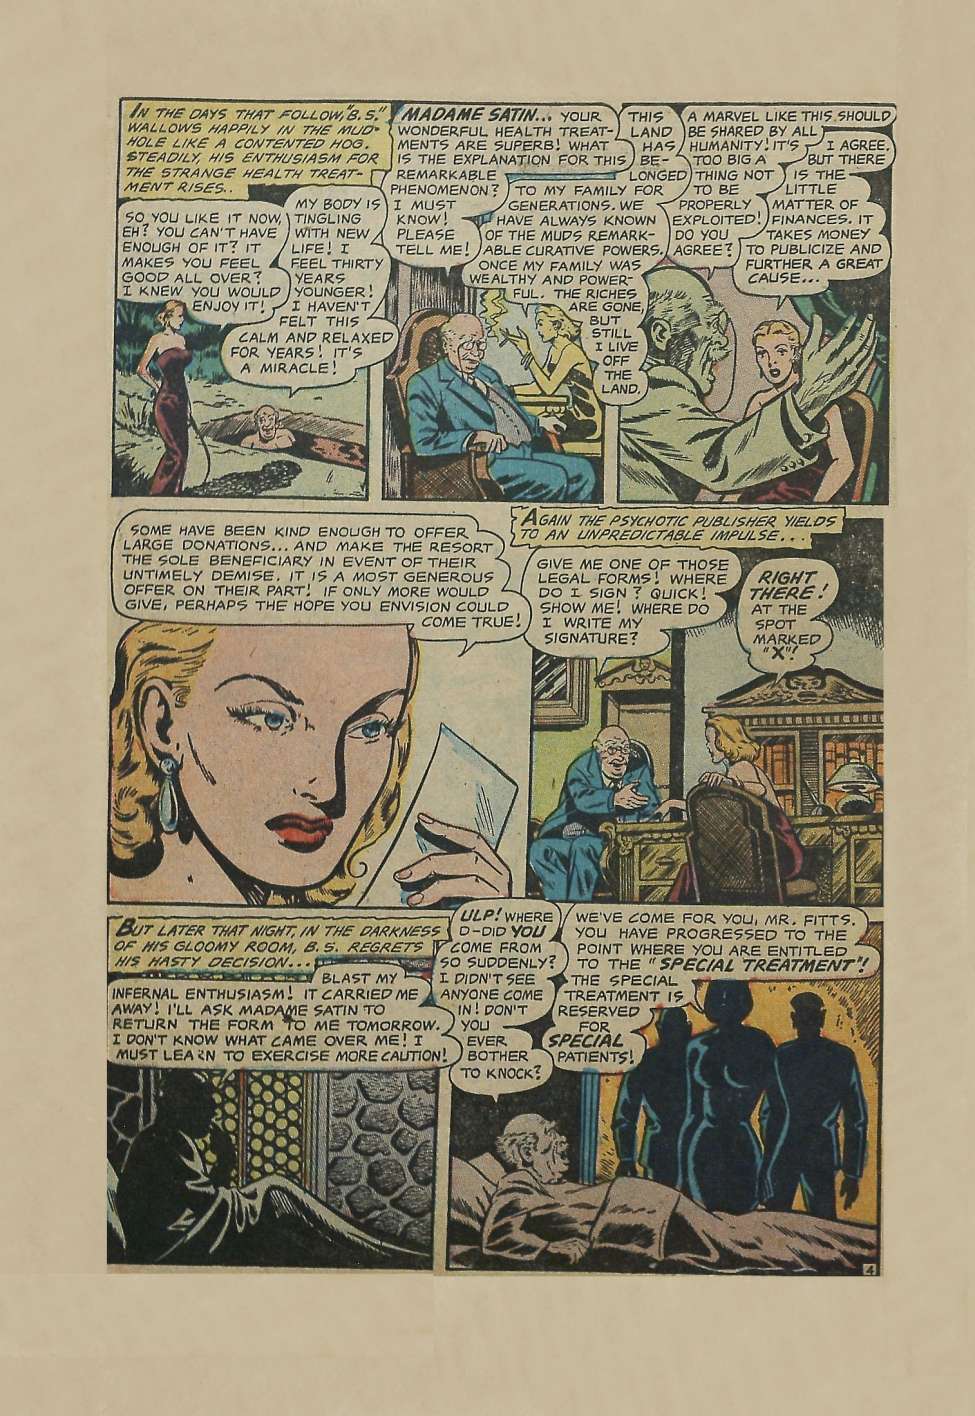 IN THE DAYS THAT FOLLOW, "B.S."
WALLOWS HAPPILY IN THE MUD-
HOLE LIKE A CONTENTED HOG.
STEADILY, HIS ENTHUSIASM FOR
THE STRANGE HEALTH TREAT-
MENT RISES..
SO YOU LIKE IT NOW,
EH? YOU CAN'T HAVE
ENOUGH OF IT? IT
MAKES YOU FEEL
GOOD ALL OVER?
I KNEW YOU WOULD
ENJOY IT!
MY BODY IS
TINGLING
WITH NEW
LIFE! I
FEEL THIRTY
YEARS
YOUNGER!
I HAVEN'T
FELT THIS
CALM AND RELAXED
FOR YEARS! IT'S
A MIRACLE!
MADAME SATIN... YOUR
WONDERFUL HEALTH TREAT-
MENTS ARE SUPERB! WHAT
IS THE EXPLANATION FOR THIS
REMARKABLE
PHENOMENON?
I MUST
KNOW!
PLEASE
TELL ME!
THIS
LAND
HAS
BE-
LONGED
TO MY FAMILY FOR
GENERATIONS. WE
HAVE ALWAYS KNOWN
OF THE MUDS REMARK-
ABLE CURATIVE POWERS.
ONCE MY FAMILY WAS
WEALTHY AND POWER-
FUL. THE RICHES
ARE GONE,
BUT
STILL
I LIVE
OFF
THE
LAND.
A MARVEL LIKE THIS SHOULD
BE SHARED BY ALL
HUMANITY! IT'S
TOO BIG A
THING NOT
TO BE
PROPERLY
EXPLOITED!
DO YOU
AGREE?
I AGREE.
BUT THERE
IS THE
LITTLE
MATTER OF
FINANCES. IT
TAKES MONEY
TO PUBLICIZE AND
FURTHER A GREAT
CAUSE...
SOME HAVE BEEN KIND ENOUGH TO OFFER
LARGE DONATIONS... AND MAKE THE RESORT
THE SOLE BENEFICIARY IN EVENT OF THEIR
UNTIMELY DEMISE. IT IS A MOST GENEROUS
OFFER ON THEIR PART! IF ONLY MORE WOULD
GIVE, PERHAPS THE HOPE YOU ENVISION COULD
COME TRUE!
AGAIN THE PSYCHOTIC PUBLISHER YIELDS
TO AN UNPREDICTABLE IMPULSE...
GIVE ME ONE OF THOSE
LEGAL FORMS! WHERE
DO I SIGN? QUICK!
SHOW ME! WHERE DO
I WRITE MY
SIGNATURE?
RIGHT
THERE!
AT THE
SPOT
MARKED
"X"!
BUT LATER THAT NIGHT, IN THE DARKNESS
OF HIS GLOOMY ROOM, B.S. REGRETS
HIS HASTY DECISION...
BLAST MY
INFERNAL ENTHUSIASM! IT CARRIED ME
AWAY! I'LL ASK MADAME SATIN TO
RETURN THE FORM TO ME TOMORROW.
I DON'T KNOW WHAT CAME OVER ME! I
MUST LEARN TO EXERCISE MORE CAUTION!
ULP! WHERE
D-DID YOU
COME FROM
SO SUDDENLY?
I DIDN'T SEE
ANYONE COME
IN! DON'T
YOU
EVER
BOTHER
TO KNOCK?
WE'VE COME FOR YOU, MR. FITTS.
YOU HAVE PROGRESSED TO THE
POINT WHERE YOU ARE ENTITLED
TO THE "SPECIAL TREATMENT"!
THE SPECIAL
TREATMENT IS
RESERVED
FOR
SPECIAL
PATIENTS!
4